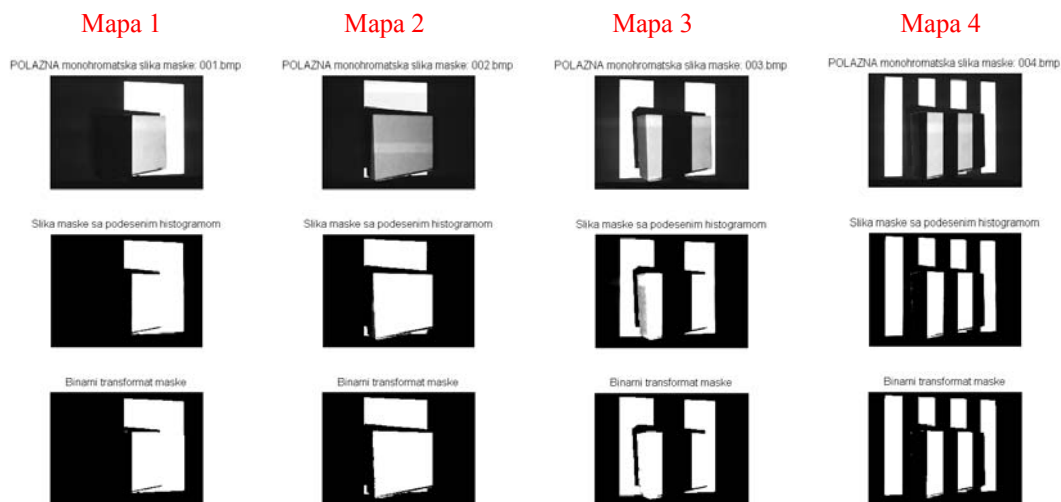 Mapa 1 Mapa 2 Mapa 3 Mapa 4
POLAZNA monohromatska slika maske: 001.bmp POLAZNA monohromatska slika maske: 002.bmp POLAZNA monohromatska slika maske: 003.bmp POLAZNA monohromatska slika maske: 004.bmp
Slika maske sa podesenim histogramom Slika maske sa podesenim histogramom Slika maske sa podesenim histogramom Slika maske sa podesenim histogramom
Binarni transformat maske Binarni transformat maske Binarni transformat maske Binarni transformat maske